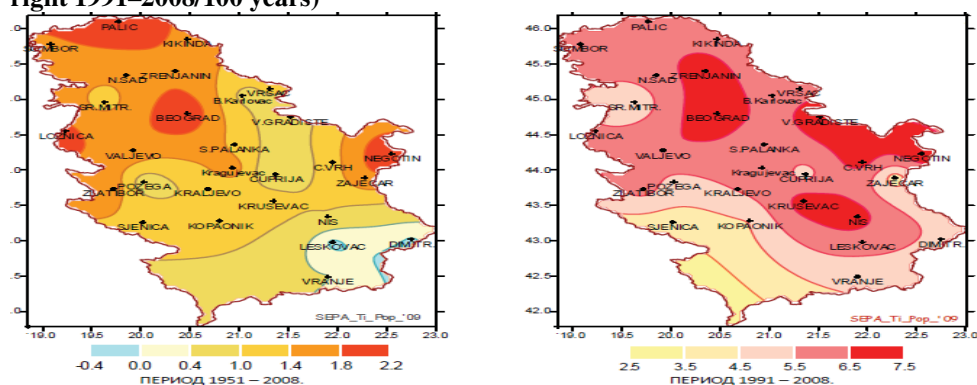 right 1991–2008/100 years)
PALIC
SOMBOR
KIKINDA
N.SAD
ZRENJANIN
VRSAC
B.Karlovac
SR.MITR.
BEOGRAD
V.GRADISTE
LOZNICA
VALJEVO
S.PALANKA
C.VRH
NEGOTIN
Kragujevac
CUPRIJA
ZAJECAR
POZEGA
ZLATIBOR
KRALJEVO
KRUSEVAC
SJENICA
KOPAONIK
NIS
LESKOVAC
DIMITR.
VRANJE
SEPA_Ti_Pop_'09
19.0 19.5 20.0 20.5 21.0 21.5 22.0 22.5 23.0
-0.4 0.0 0.4 1.0 1.4 1.8 2.2
ПЕРИОД 1951 – 2008.
46.0
45.5
45.0
44.5
44.0
43.5
43.0
42.5
42.0
PALIC
SOMBOR
KIKINDA
N.SAD
ZRENJANIN
VRSAC
B.Karlovac
SR.MITR.
BEOGRAD
V.GRADISTE
LOZNICA
VALJEVO
S.PALANKA
C.VRH
NEGOTIN
Kragujevac
CUPRIJA
ZAJECAR
POZEGA
ZLATIBOR
KRALJEVO
KRUSEVAC
SJENICA
KOPAONIK
NIS
LESKOVAC
DIMITR.
VRANJE
SEPA_Ti_Pop_'09
19.0 19.5 20.0 20.5 21.0 21.5 22.0 22.5 23.0
2.5 3.5 4.5 5.5 6.5 7.5
ПЕРИОД 1991 – 2008.